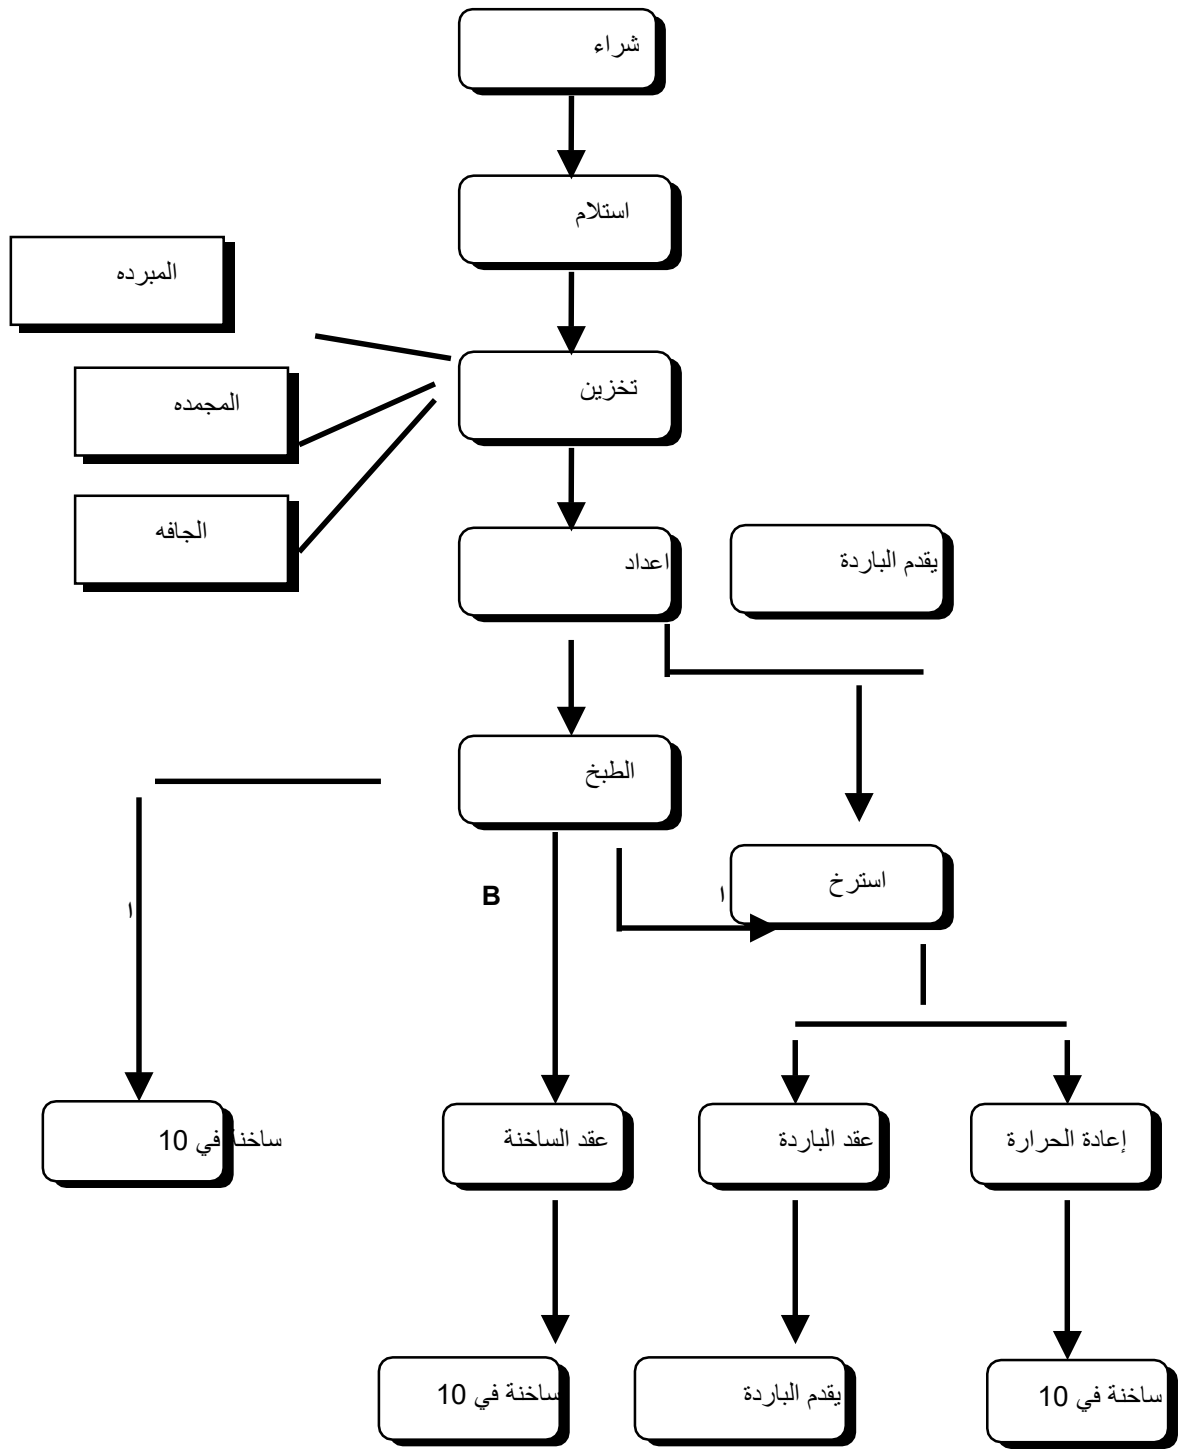 شراء
استلام
المبرده
تخزين
المجمده
الجافه
اعداد
يقدم الباردة
الطبخ
استرخ
ا
B
ا
ساخنة في 10
عقد الساخنة
عقد الباردة
إعادة الحرارة
ساخنة في 10
يقدم الباردة
ساخنة في 10